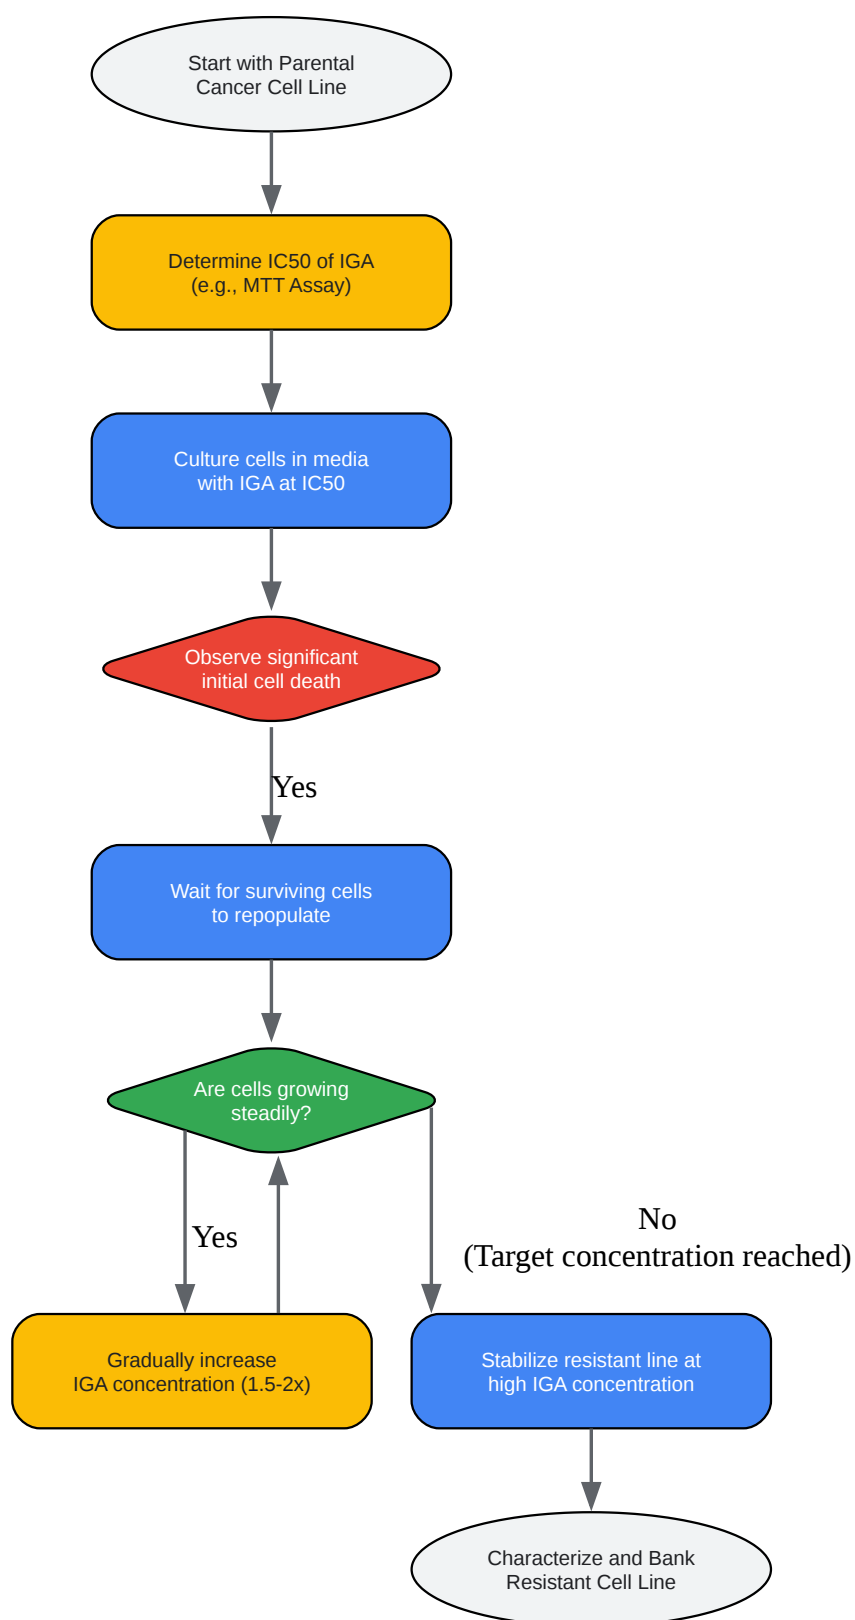 Start with Parental
Cancer Cell Line
Determine IC50 of IGA
(e.g., MTT Assay)
Culture cells in media
with IGA at IC50
Observe significant
initial cell death
Yes
Wait for surviving cells
to repopulate
Are cells growing
steadily?
Yes
No
(Target concentration reached)
Gradually increase
IGA concentration (1.5-2x)
Stabilize resistant line at
high IGA concentration
Characterize and Bank
Resistant Cell Line